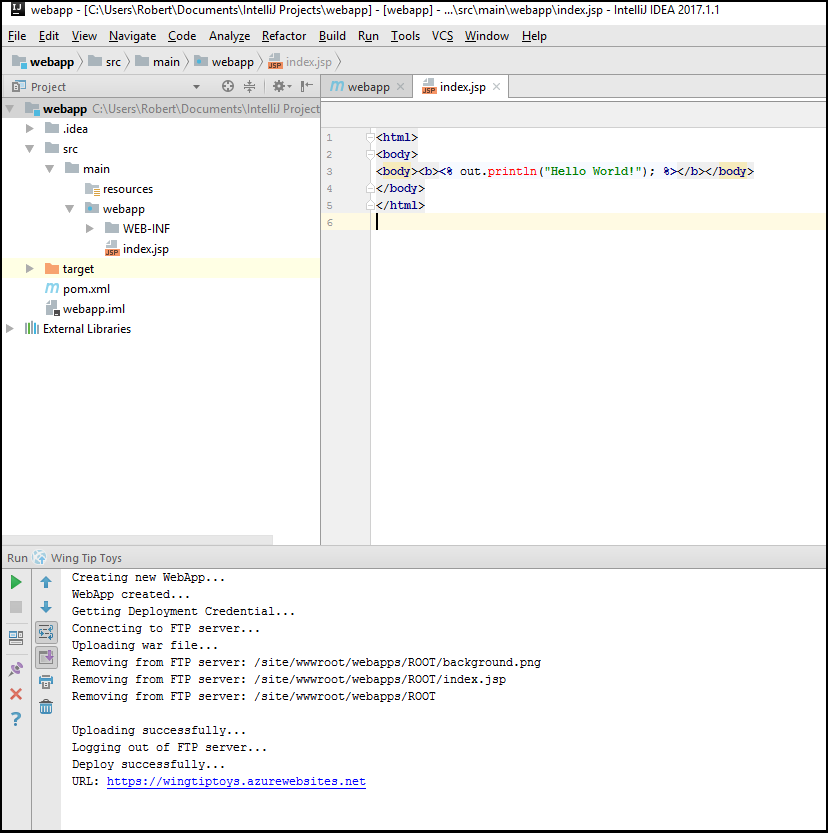 webapp - [C:\Users\Robert\Documents\IntelliJ Projects\webapp] - [webapp] - ...\src\main\webapp\index.jsp - IntelliJ IDEA 2017.1.1
File Edit View Navigate Code Analyze Refactor Build Run Tools VCS Window Help
webapp src main webapp index.jsp
Project
webapp index.jsp
webapp C:\Users\Robert\Documents\IntelliJ Project
.idea
src
main
resources
webapp
WEB-INF
index.jsp
target
pom.xml
webapp.iml
External Libraries
1 <html>
2 <body>
3 <body><b><% out.println("Hello World!"); %></b></body>
4 </body>
5 </html>
6
Run Wing Tip Toys
Creating new WebApp...
WebApp created...
Getting Deployment Credential...
Connecting to FTP server...
Uploading war file...
Removing from FTP server: /site/wwwroot/webapps/ROOT/background.png
Removing from FTP server: /site/wwwroot/webapps/ROOT/index.jsp
Removing from FTP server: /site/wwwroot/webapps/ROOT
Uploading successfully...
Logging out of FTP server...
Deploy successfully...
URL: https://wingtiptoys.azurewebsites.net